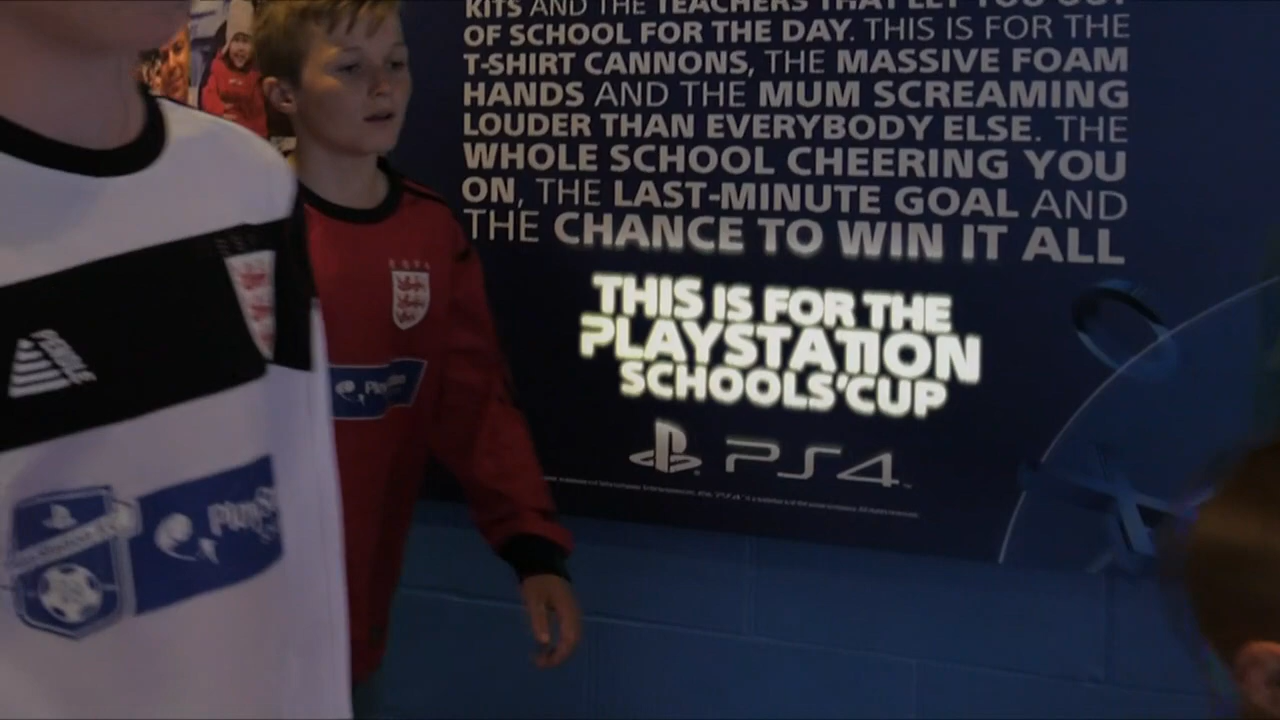 KITS AND THE TEACHERS THAT LET YOU OUT
OF SCHOOL FOR THE DAY. THIS IS FOR THE
T-SHIRT CANNONS, THE MASSIVE FOAM
HANDS AND THE MUM SCREAMING
LOUDER THAN EVERYBODY ELSE. THE
WHOLE SCHOOL CHEERING YOU
ON, THE LAST-MINUTE GOAL AND
THE CHANCE TO WIN IT ALL
THIS IS FOR THE
PLAYSTATION
SCHOOLS' CUP
PS4